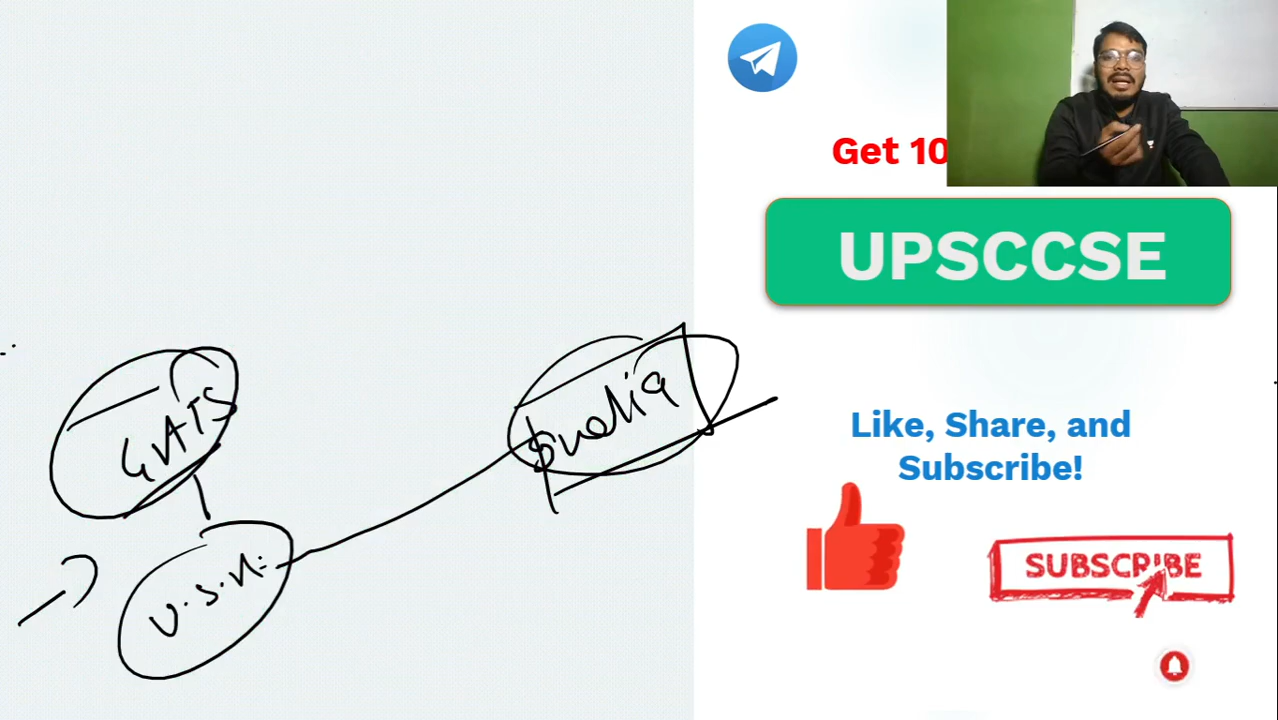 Get 10
UPSCCSE
GATS
India
U.S.A.
Like, Share, and
Subscribe!
SUBSCRIBE